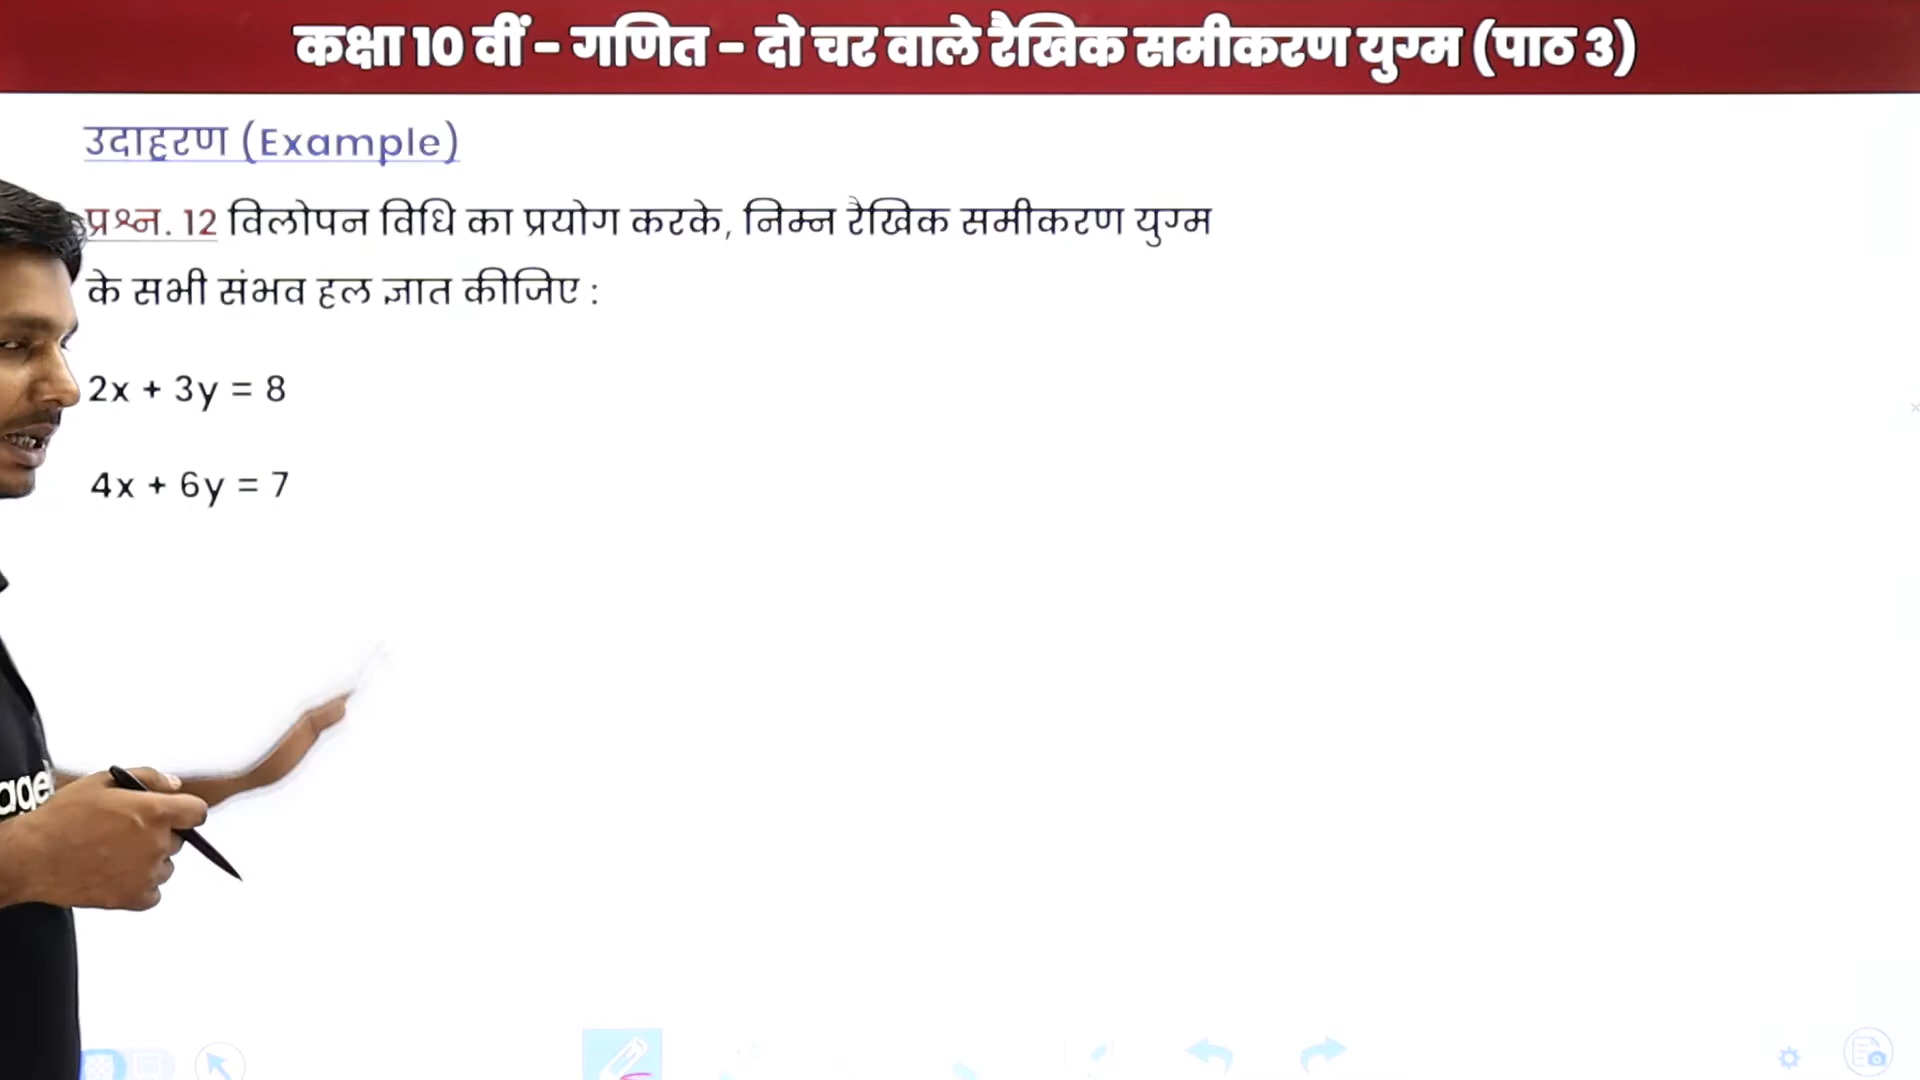 कक्षा 10 वीं – गणित – दो चर वाले रैखिक समीकरण युग्म (पाठ 3)
उदाहरण (Example)
प्रश्न. 12 विलोपन विधि का प्रयोग करके, निम्न रैखिक समीकरण युग्म
के सभी संभव हल ज्ञात कीजिए :
2x + 3y = 8
4x + 6y = 7